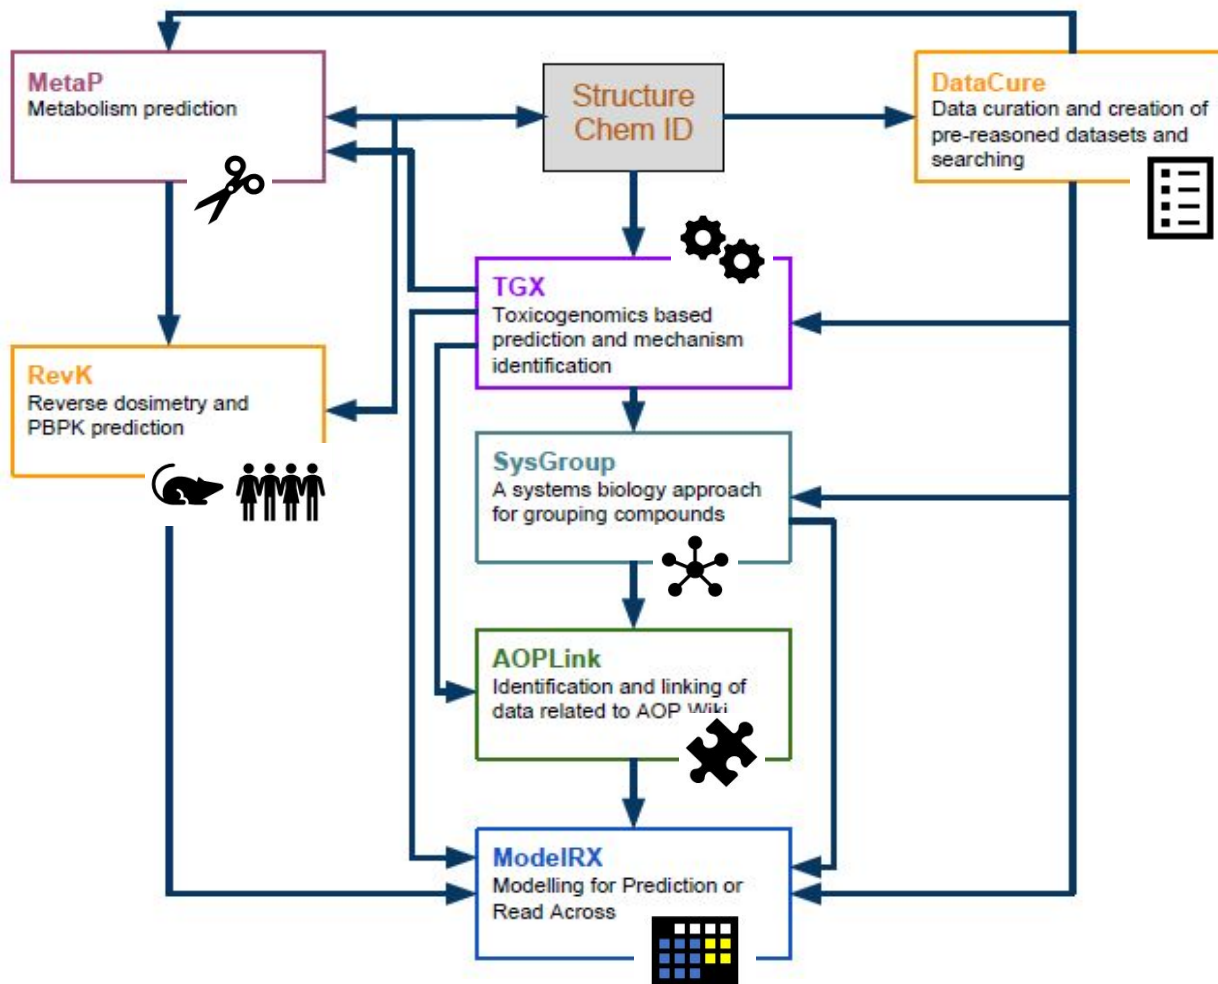 MetaP
Metabolism prediction
Structure
Chem ID
DataCure
Data curation and creation of
pre-reasoned datasets and
searching
TGX
Toxicogenomics based
prediction and mechanism
identification
RevK
Reverse dosimetry and
PBPK prediction
SysGroup
A systems biology approach
for grouping compounds
AOPLink
Identification and linking of
data related to AOP Wiki
ModelRX
Modelling for Prediction or
Read Across